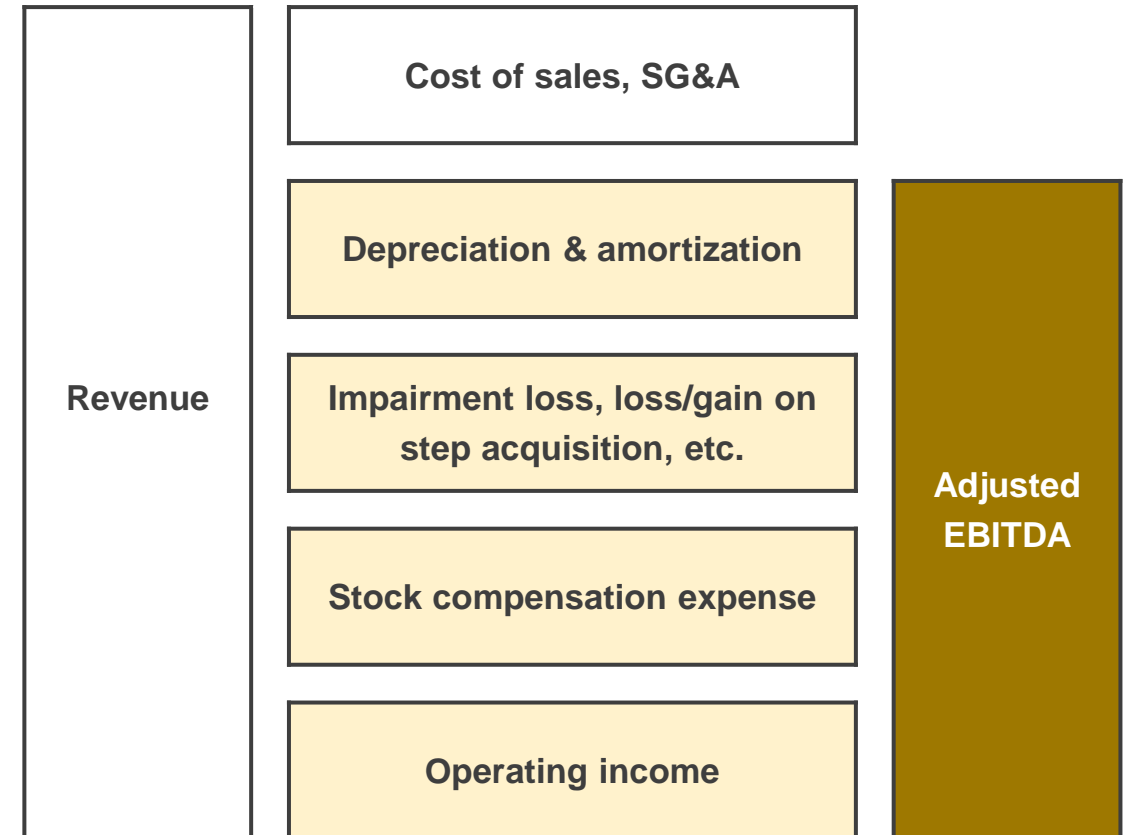 Revenue
Cost of sales, SG&A
Depreciation & amortization
Impairment loss, loss/gain on
step acquisition, etc.
Stock compensation expense
Operating income
Adjusted
EBITDA